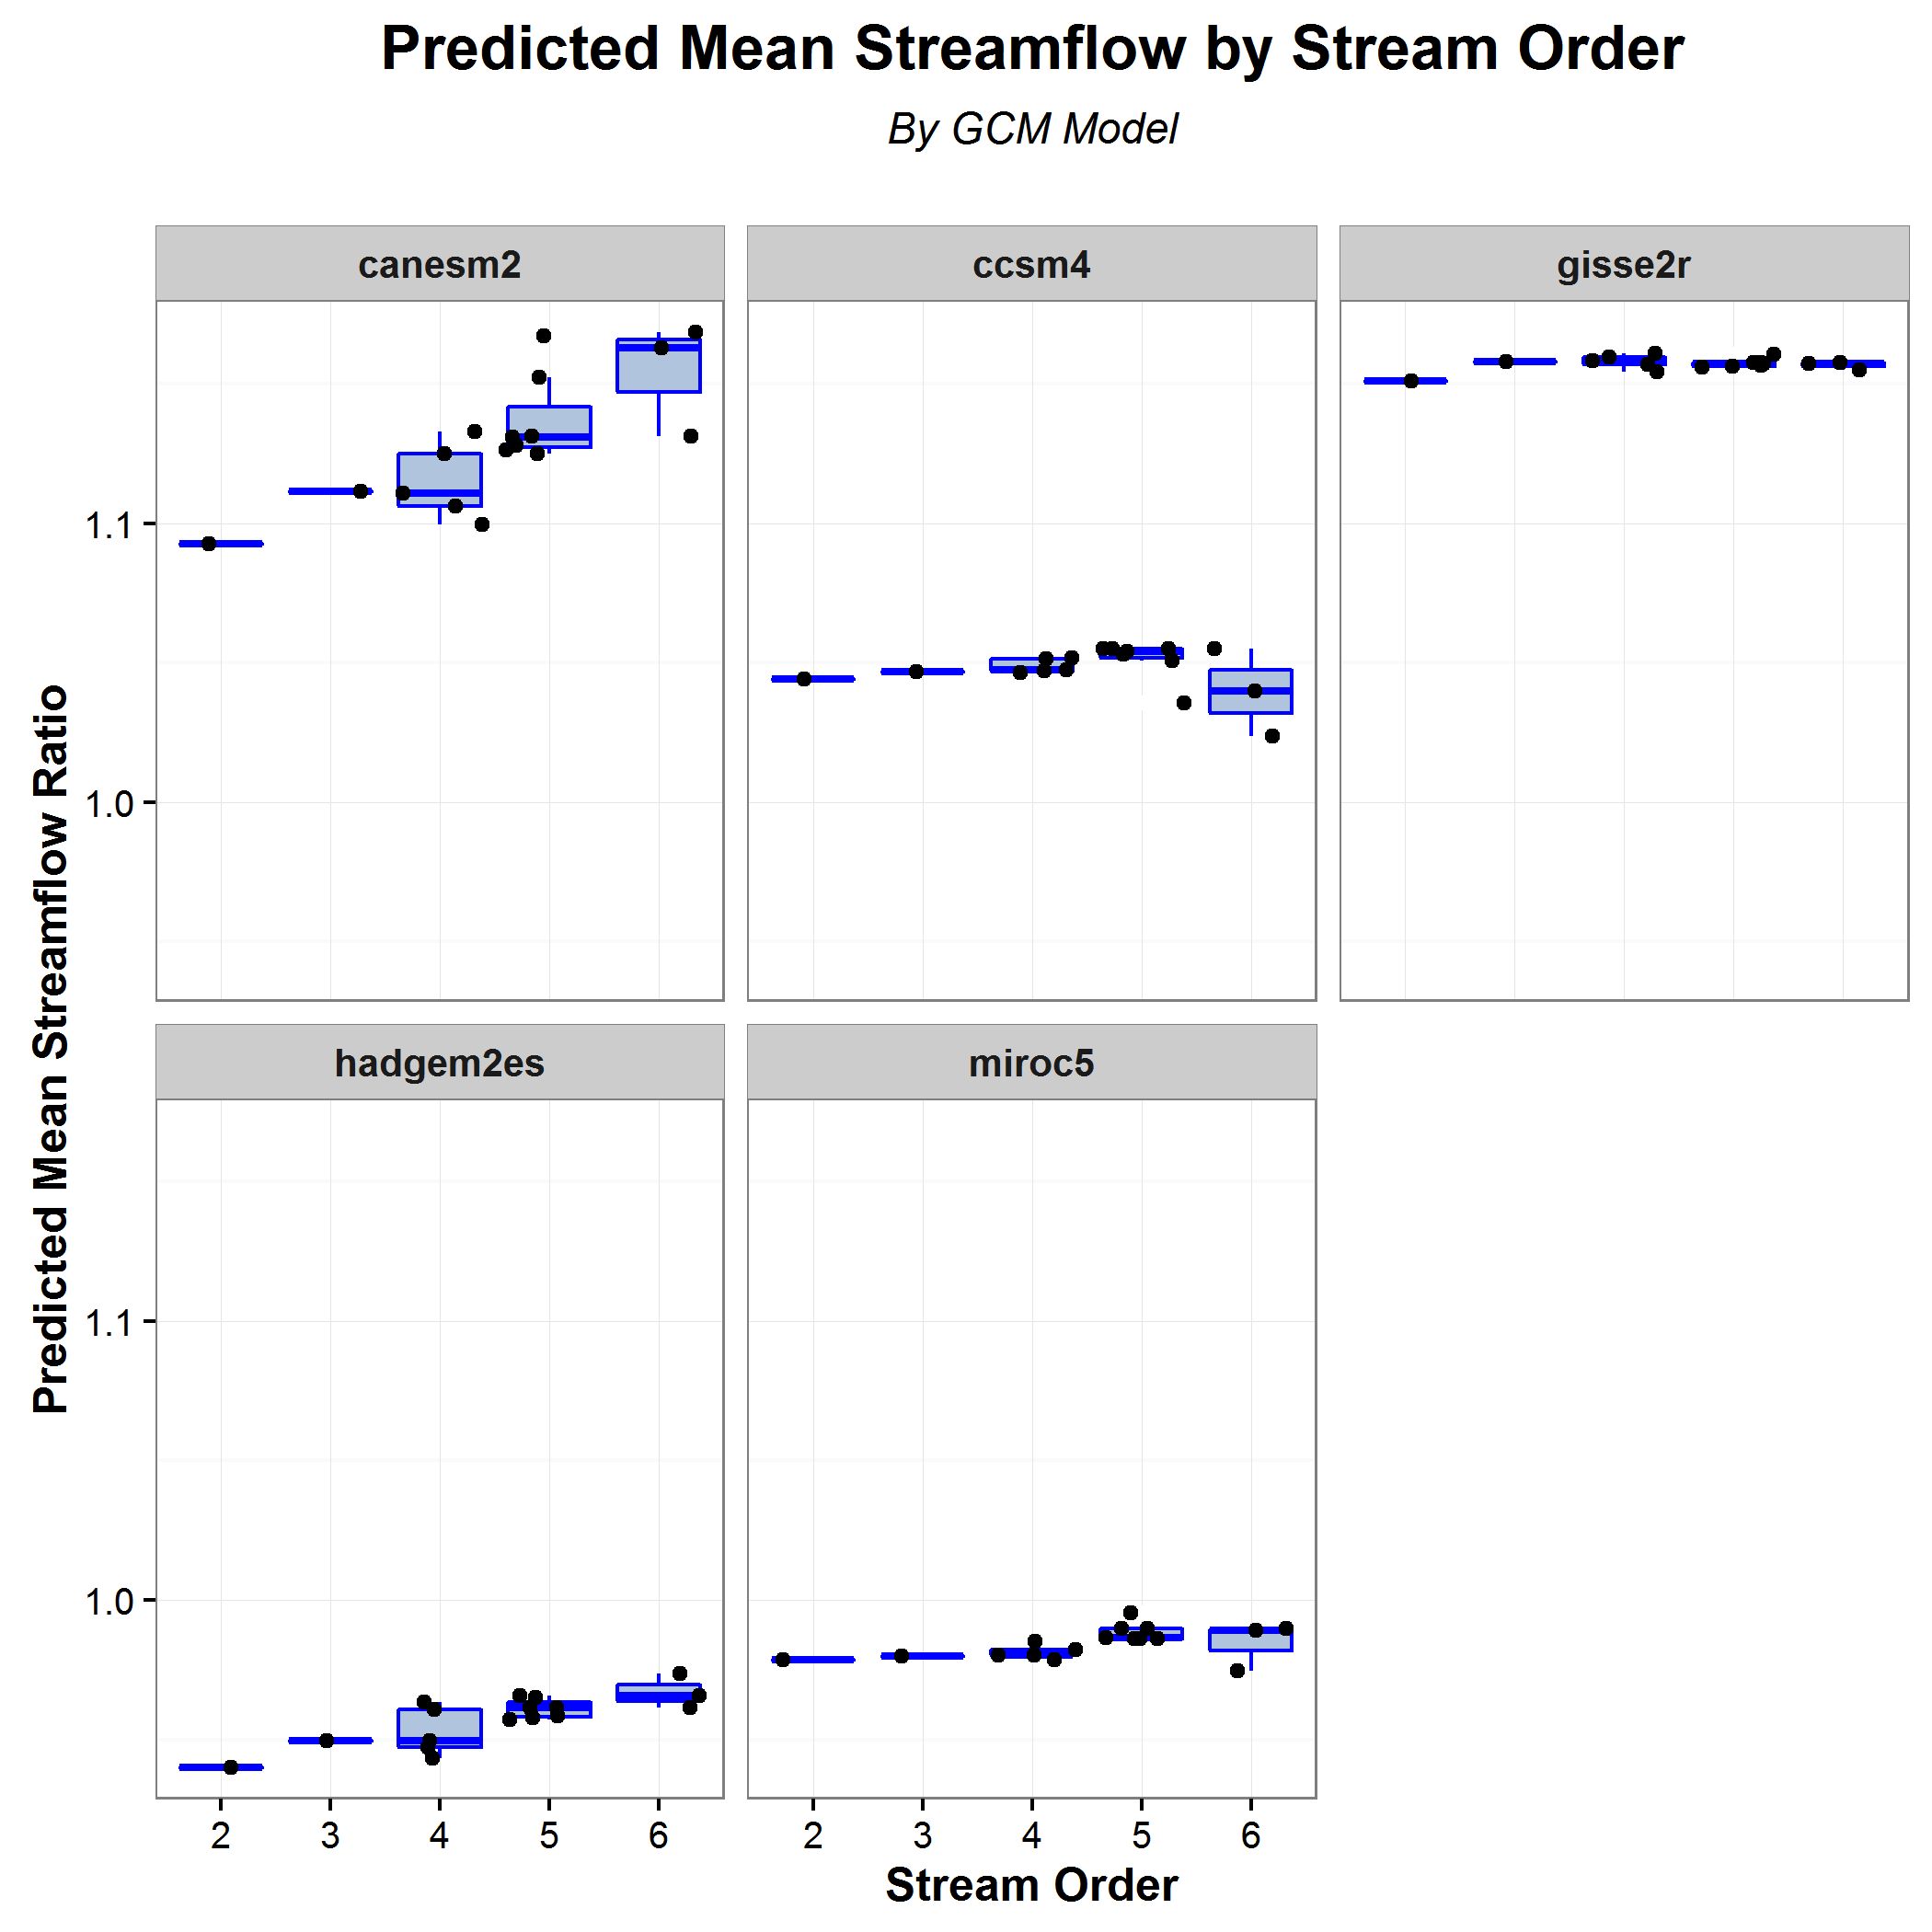 Predicted Mean Streamflow by Stream Order
By GCM Model
canesm2
ccsm4
gisse2r
1.1
1.0
Predicted Mean Streamflow Ratio
hadgem2es
miroc5
1.1
1.0
2 3 4 5 6
2 3 4 5 6
Stream Order